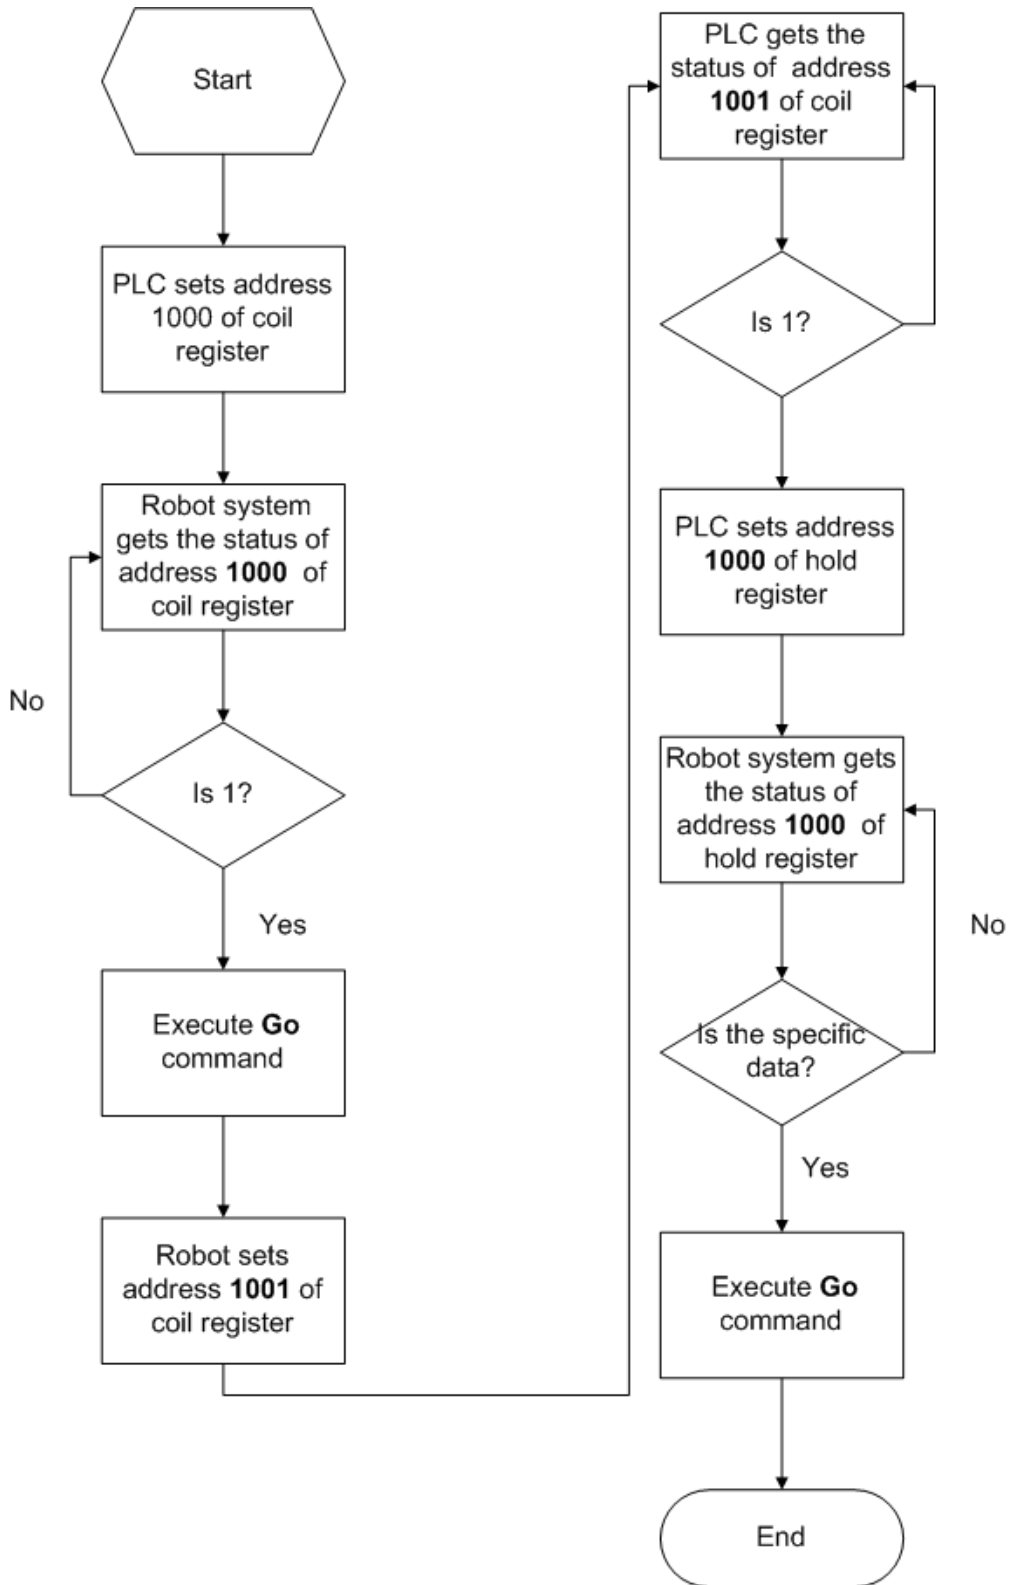 Start
PLC sets address
1000 of coil
register
Robot system
gets the status of
address 1000 of
coil register
No
Is 1?
Yes
Execute Go
command
Robot sets
address 1001 of
coil register
PLC gets the
status of address
1001 of coil
register
Is 1?
PLC sets address
1000 of hold
register
Robot system gets
the status of
address 1000 of
hold register
No
Is the specific
data?
Yes
Execute Go
command
End